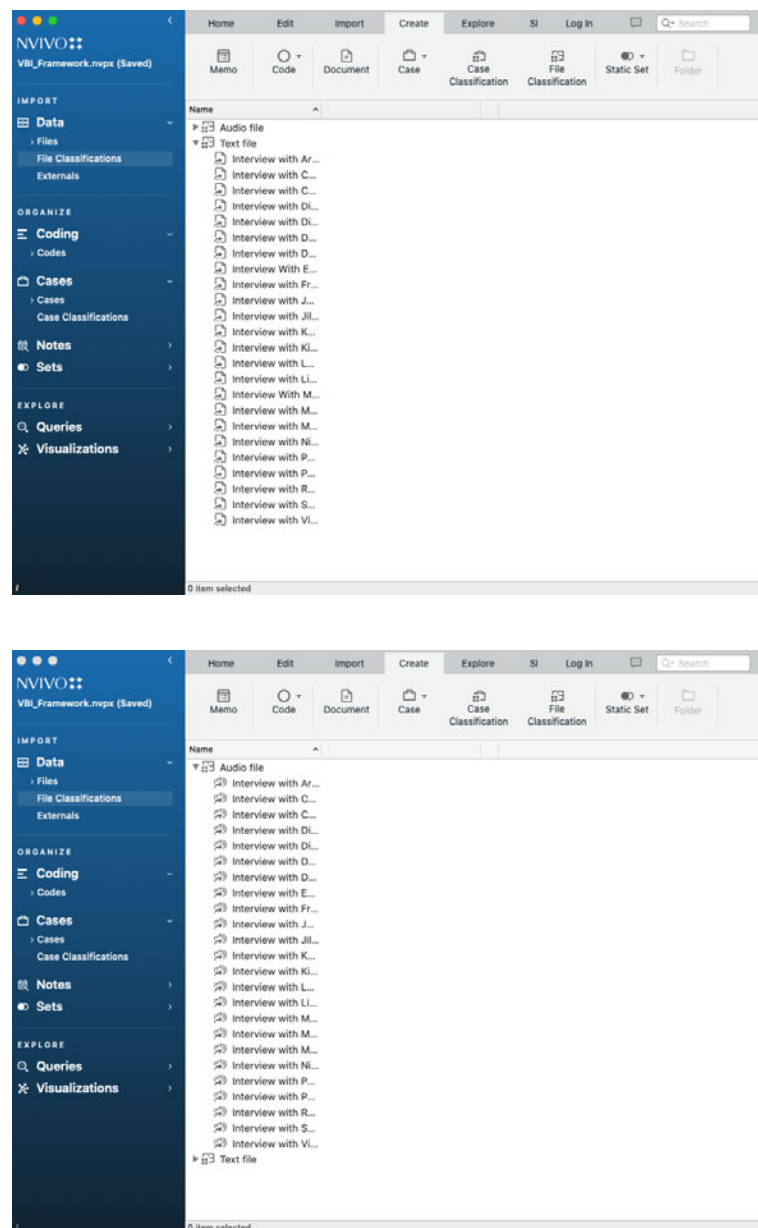 Home Edit Import Create Explore SI Log In Search
NVIVO
VBI_Framework.nvpx (Saved)
Memo Code Document Case Case Classification File Classification Static Set Folder
IMPORT
Data
Files
File Classifications
Externals
ORGANIZE
Coding
Codes
Cases
Cases
Case Classifications
Notes
Sets
EXPLORE
Queries
Visualizations
Name
Audio file
Text file
Interview with Ar...
Interview with C...
Interview with C...
Interview with Di...
Interview with Di...
Interview with D...
Interview with D...
Interview With E...
Interview with Fr...
Interview with J...
Interview with Jil...
Interview with K...
Interview with Ki...
Interview with L...
Interview with Li...
Interview With M...
Interview with M...
Interview with M...
Interview with Ni...
Interview with P...
Interview with P...
Interview with R...
Interview with S...
Interview with Vi...
0 item selected
Home Edit Import Create Explore SI Log In Search
NVIVO
VBI_Framework.nvpx (Saved)
Memo Code Document Case Case Classification File Classification Static Set Folder
IMPORT
Data
Files
File Classifications
Externals
ORGANIZE
Coding
Codes
Cases
Cases
Case Classifications
Notes
Sets
EXPLORE
Queries
Visualizations
Name
Audio file
Interview with Ar...
Interview with C...
Interview with C...
Interview with Di...
Interview with Di...
Interview with D...
Interview with D...
Interview with E...
Interview with Fr...
Interview with J...
Interview with Jil...
Interview with K...
Interview with Ki...
Interview with L...
Interview with Li...
Interview with M...
Interview with M...
Interview with M...
Interview with Ni...
Interview with P...
Interview with P...
Interview with R...
Interview with S...
Interview with Vi...
Text file
0 item selected